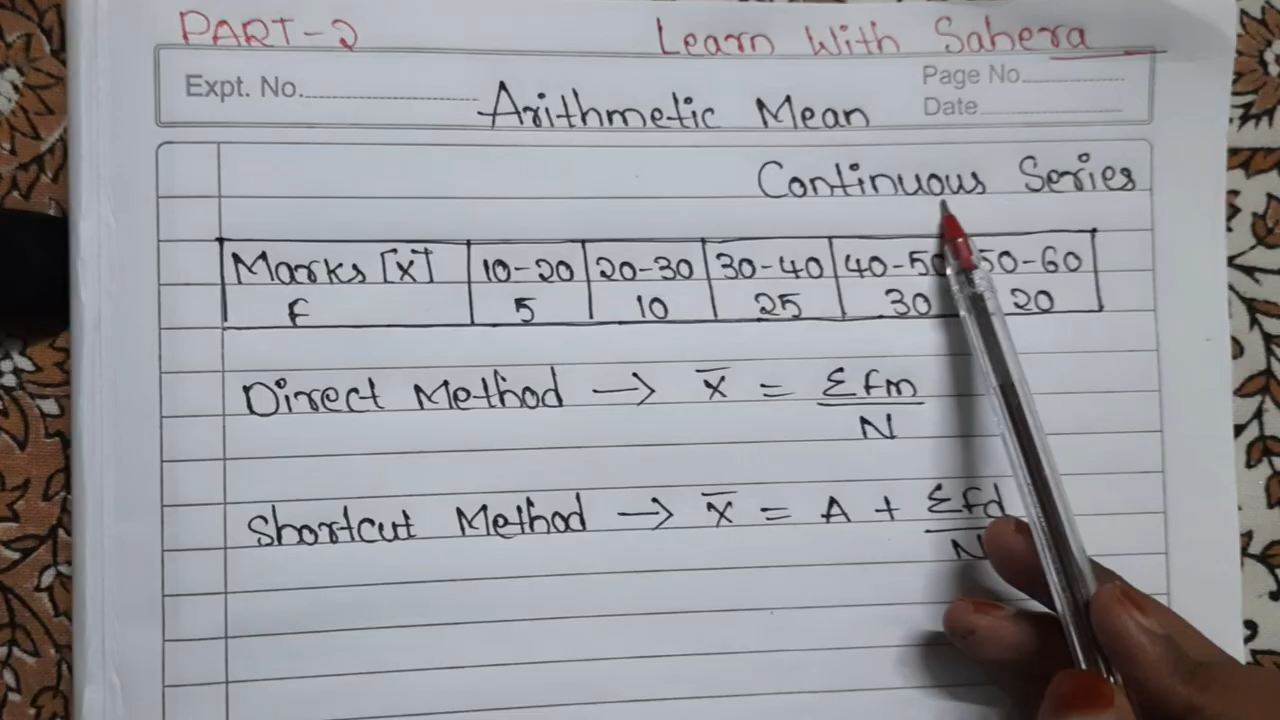 PART-2 Learn With Sahera
Expt. No. Page No.
Arithmetic Mean Date
Continuous Series
Marks [x] 10-20 20-30 30-40 40-50 50-60
f 5 10 25 30 20
Direct Method → x̄ = Σfm
N
Shortcut Method → x̄ = A + Σfd
N